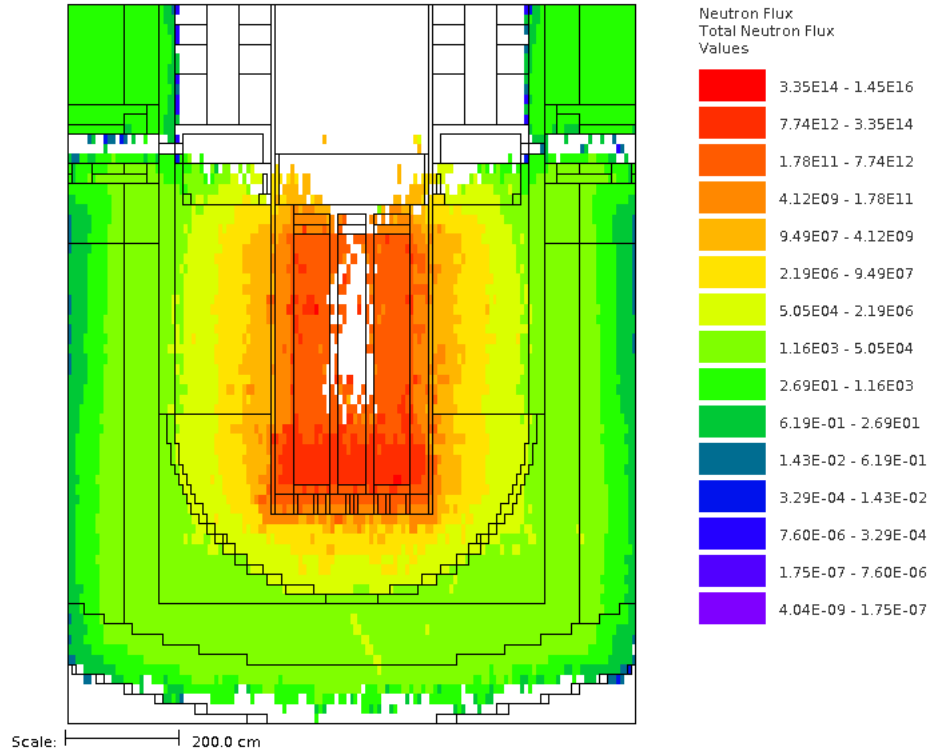 Neutron Flux
Total Neutron Flux
Values
3.35E14 - 1.45E16
7.74E12 - 3.35E14
1.78E11 - 7.74E12
4.12E09 - 1.78E11
9.49E07 - 4.12E09
2.19E06 - 9.49E07
5.05E04 - 2.19E06
1.16E03 - 5.05E04
2.69E01 - 1.16E03
6.19E-01 - 2.69E01
1.43E-02 - 6.19E-01
3.29E-04 - 1.43E-02
7.60E-06 - 3.29E-04
1.75E-07 - 7.60E-06
4.04E-09 - 1.75E-07
Scale: 200.0 cm